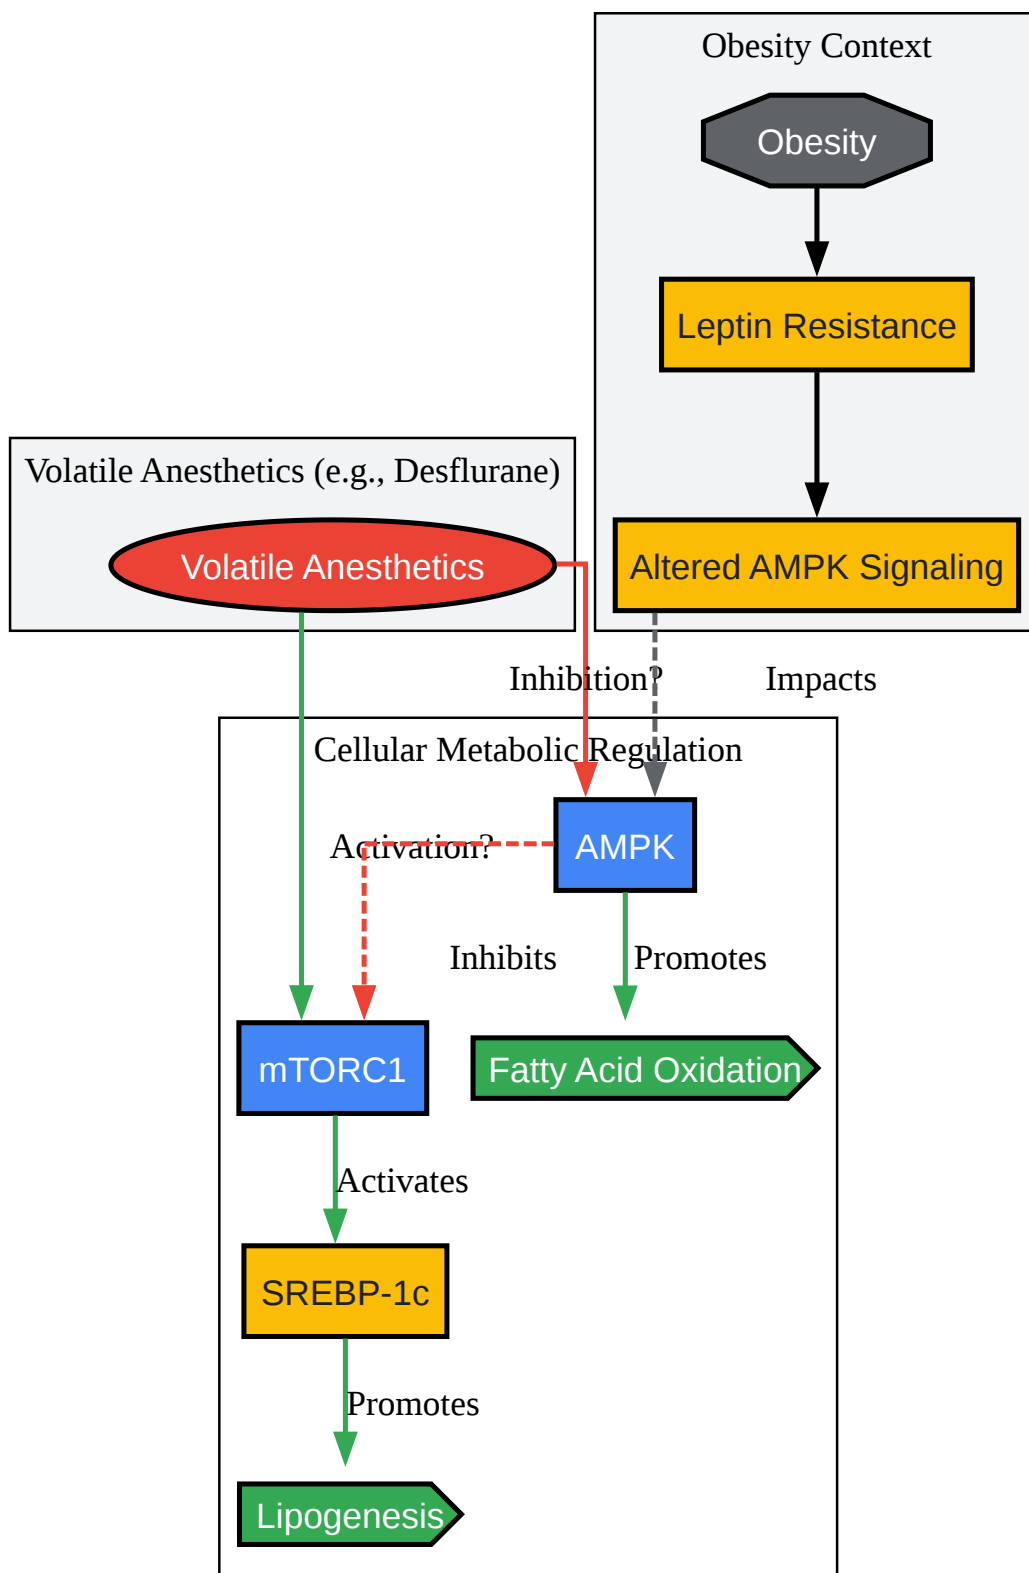 Obesity Context
Obesity
Leptin Resistance
Volatile Anesthetics (e.g., Desflurane)
Volatile Anesthetics
Altered AMPK Signaling
Inhibition?
Impacts
Cellular Metabolic Regulation
Activation?
AMPK
Inhibits
Promotes
mTORC1
Fatty Acid Oxidation
Activates
SREBP-1c
Promotes
Lipogenesis